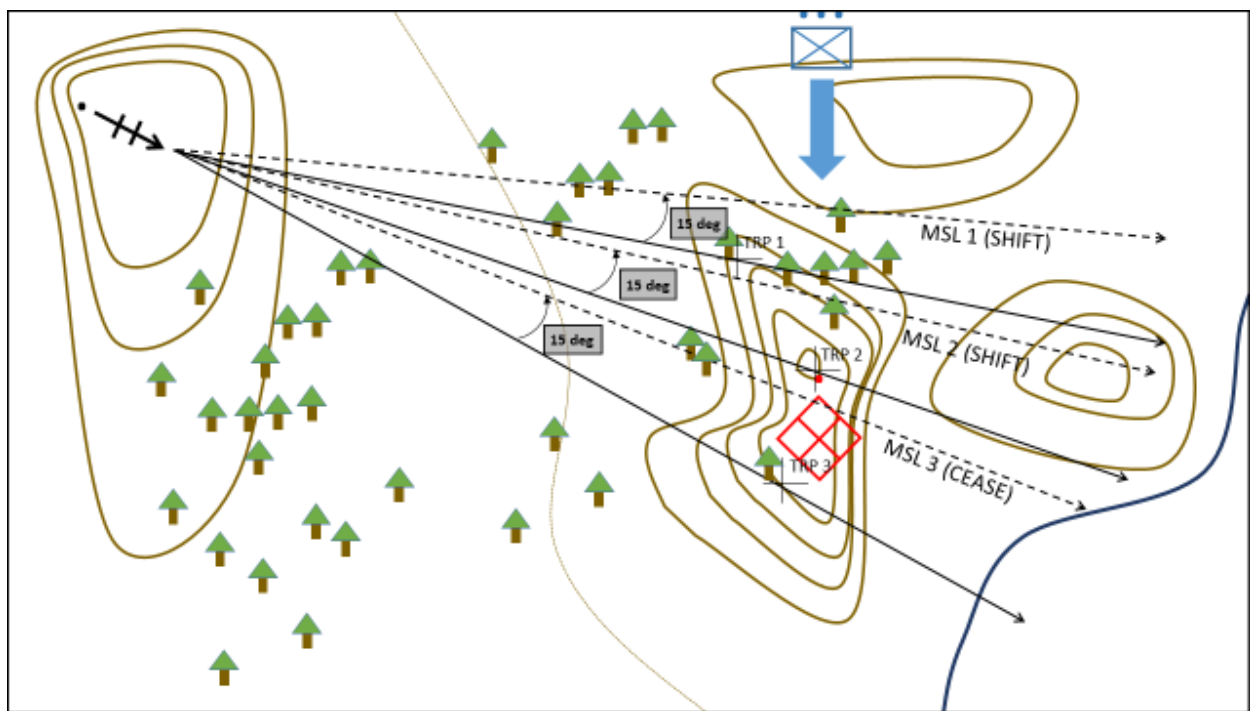 15 deg
MSL 1 (SHIFT)
TRP 1
15 deg
15 deg
MSL 2 (SHIFT)
TRP 2
MSL 3 (CEASE)
TRP 3